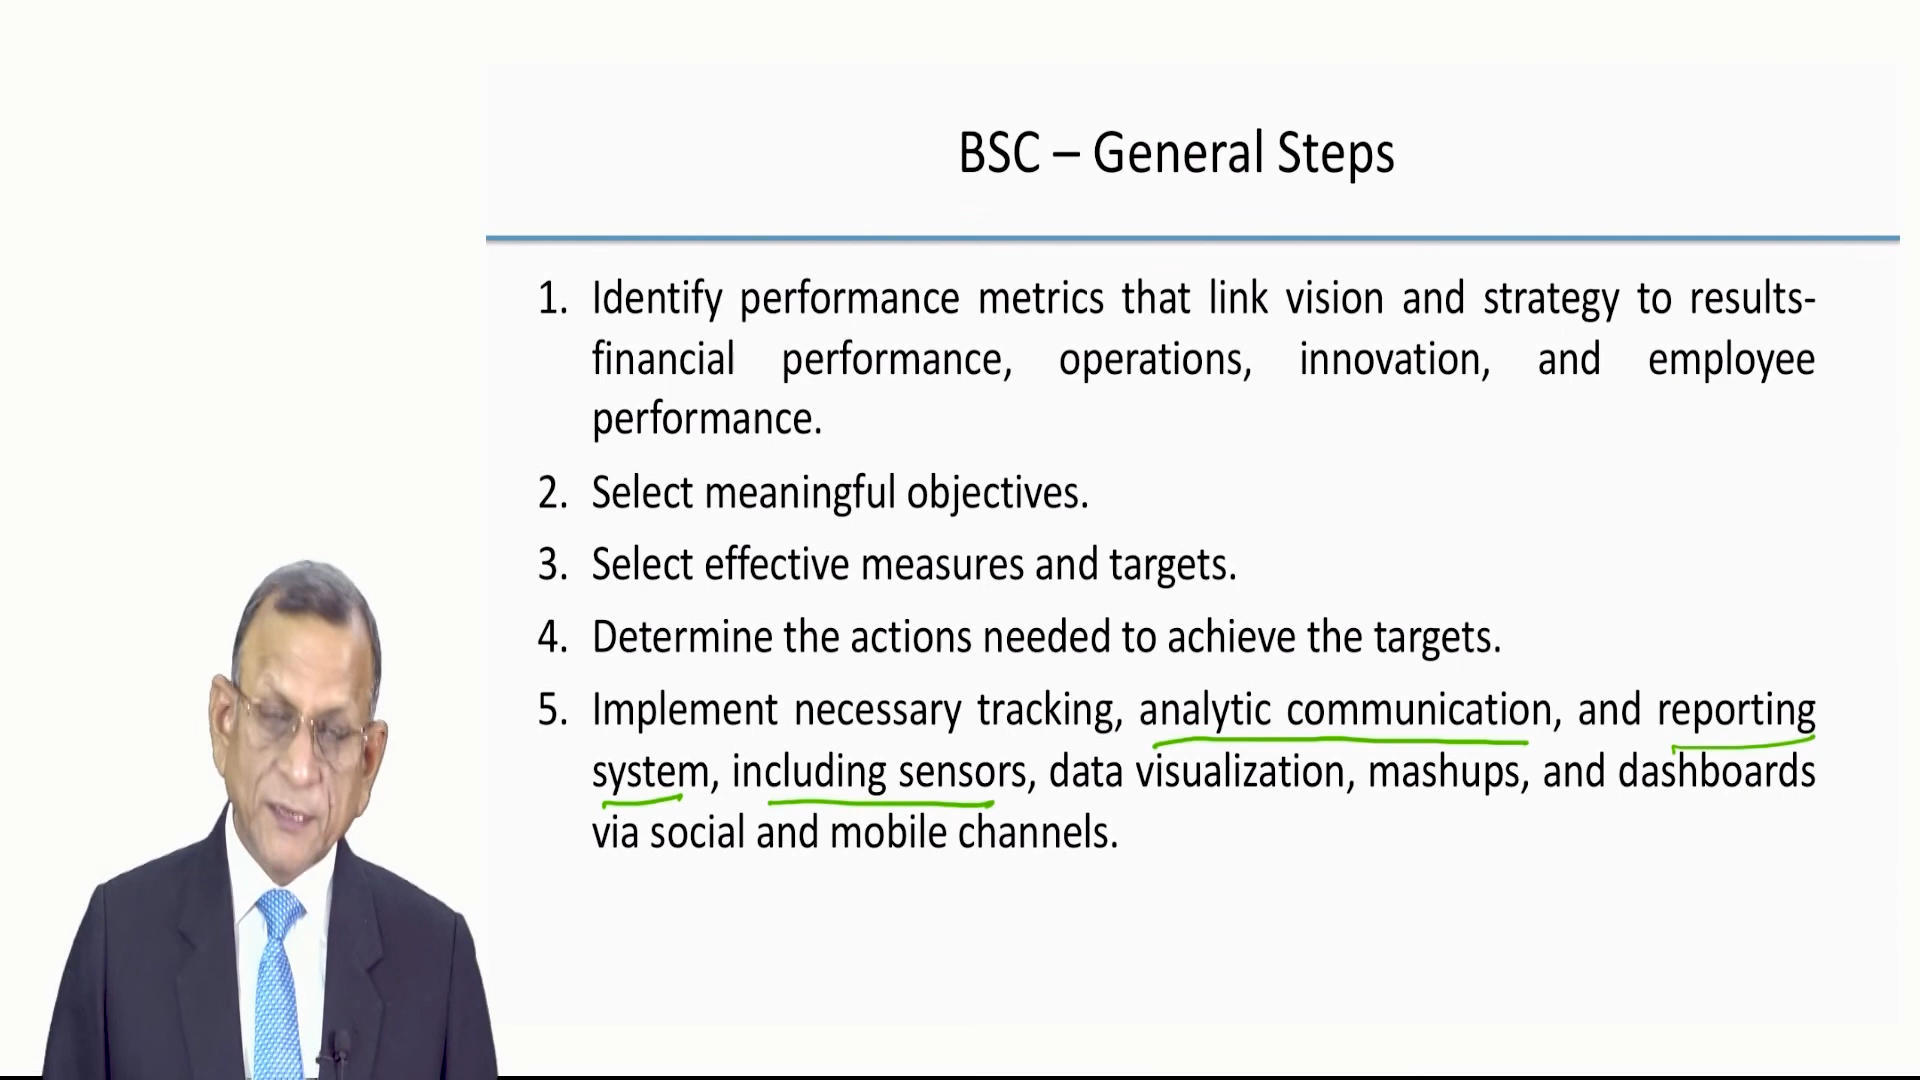 BSC – General Steps
1. Identify performance metrics that link vision and strategy to results-
financial performance, operations, innovation, and employee
performance.
2. Select meaningful objectives.
3. Select effective measures and targets.
4. Determine the actions needed to achieve the targets.
5. Implement necessary tracking, analytic communication, and reporting
system, including sensors, data visualization, mashups, and dashboards
via social and mobile channels.